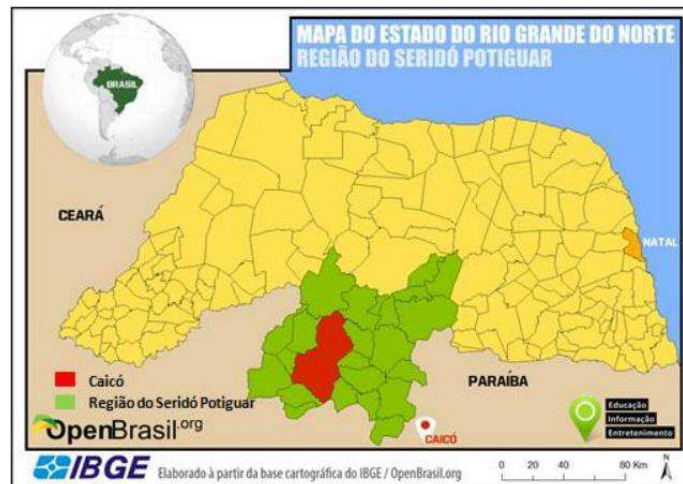 MAPA DO ESTADO DO RIO GRANDE DO NORTE
REGIÃO DO SERIDÓ POTIGUAR
BRASIL
CEARÁ
NATAL
PARAÍBA
Caicó
Região do Seridó Potiguar
OpenBrasil.org
CAICÓ
Educação
Informação
Entretenimento
IBGE
Elaborado à partir da base cartográfica do IBGE / OpenBrasil.org
0 20 40 80 Km
N